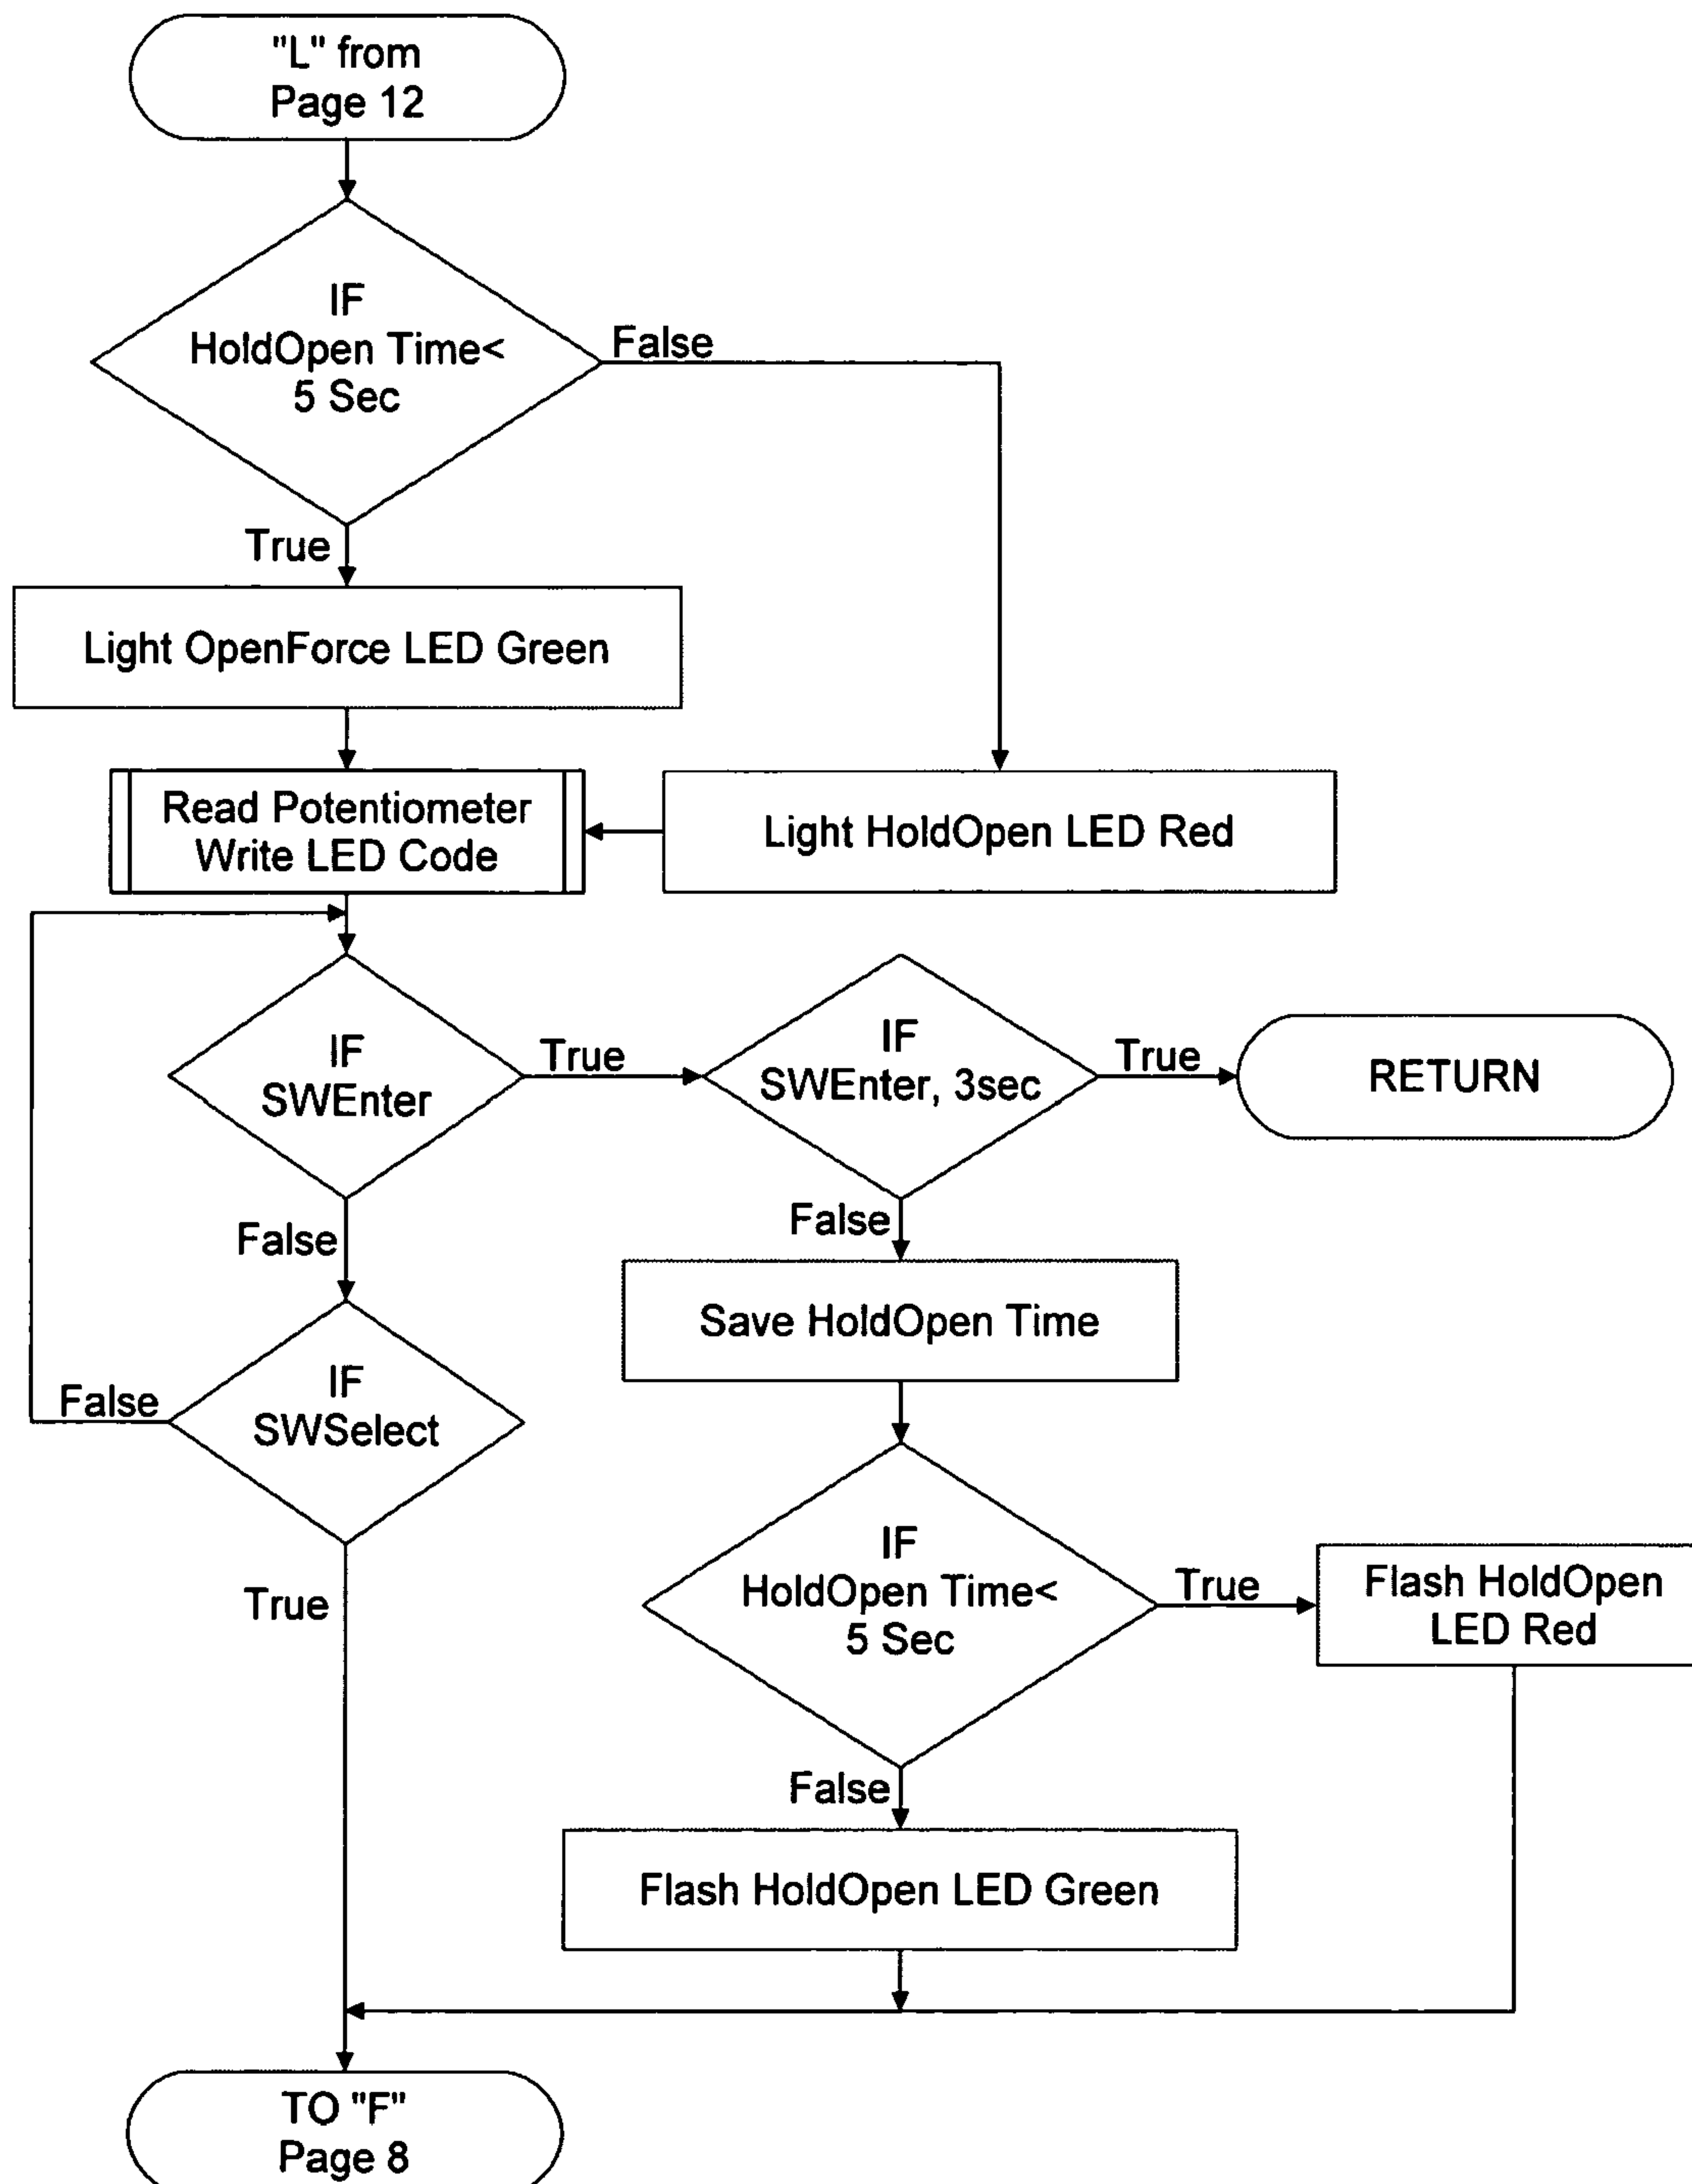 "L" from
Page 12
IF
HoldOpen Time<
5 Sec
False
True
Light OpenForce LED Green
Read Potentiometer
Write LED Code
Light HoldOpen LED Red
IF
SWEnter
True
IF
SWEnter, 3sec
True
RETURN
False
False
Save HoldOpen Time
IF
SWSelect
False
True
IF
HoldOpen Time<
5 Sec
True
Flash HoldOpen
LED Red
False
Flash HoldOpen LED Green
TO "F"
Page 8